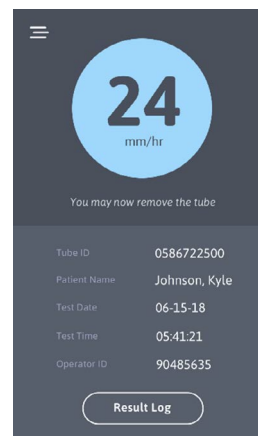 24
mm/hr
You may now remove the tube
Tube ID 0586722500
Patient Name Johnson, Kyle
Test Date 06-15-18
Test Time 05:41:21
Operator ID 90485635
Result Log